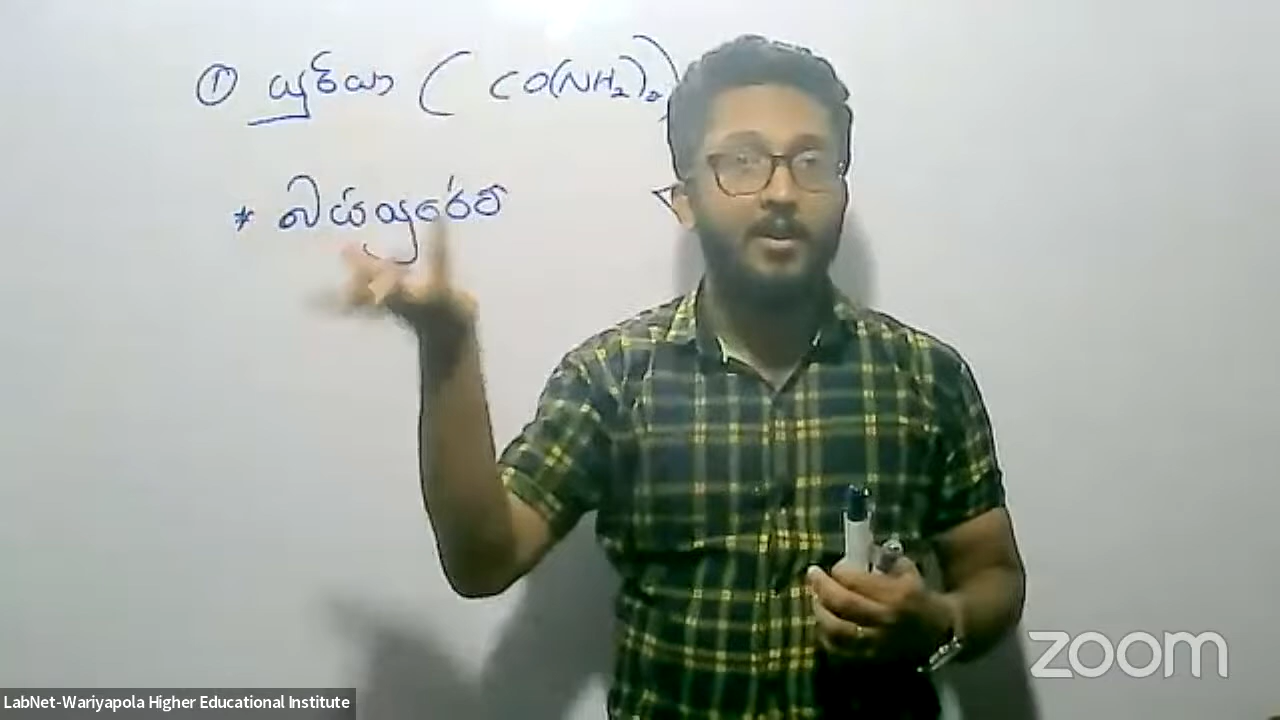 ① යුරියා ( CO(NH₂)₂)
* බයියුරේට්
zoom
LabNet-Wariyapola Higher Educational Institute